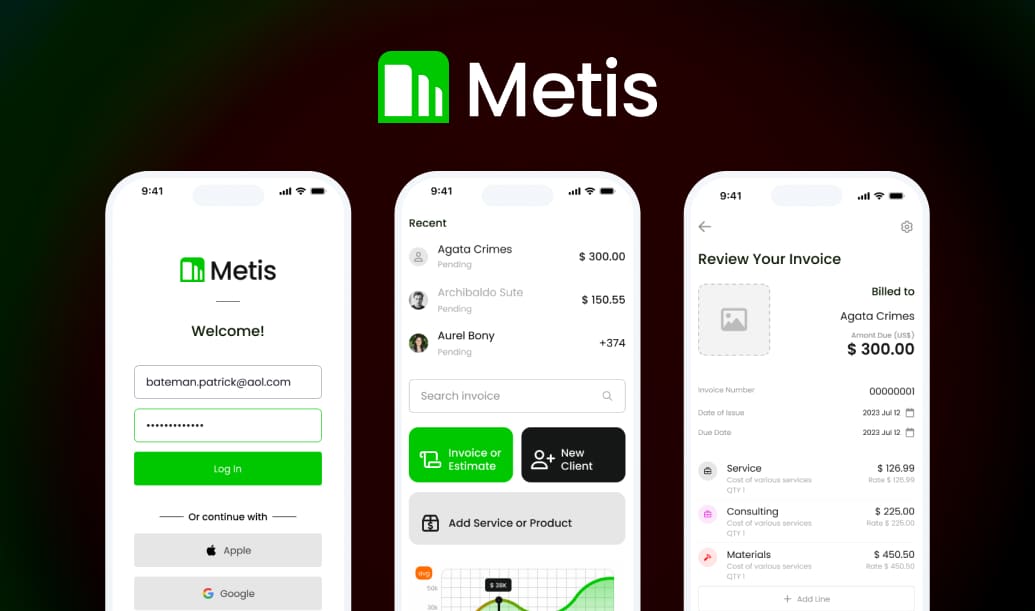 Metis
9:41
Metis
Welcome!
bateman.patrick@aol.com
•••••••••••••
Log In
Or continue with
Apple
Google
9:41
Recent
Agata Crimes
Pending
$ 300.00
Archibaldo Sute
Pending
$ 150.55
Aurel Bony
Pending
+374
Search invoice
Invoice or
Estimate
New
Client
Add Service or Product
avg
50k
$ 38K
30k
9:41
Review Your Invoice
Billed to
Agata Crimes
Amont Due (US$)
$ 300.00
Invoice Number
00000001
Date of Issue
2023 Jul 12
Due Date
2023 Jul 12
Service
$ 126.99
Cost of various services
Rate $ 125.99
QTY 1
Consulting
$ 225.00
Cost of various services
Rate $ 225.00
QTY 1
Materials
$ 450.50
Cost of various services
Rate $ 450.50
QTY 1
+ Add Line